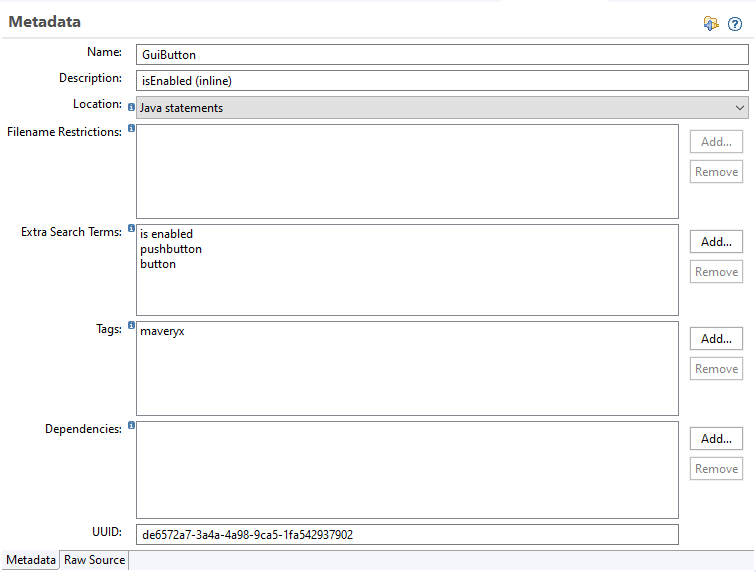 Metadata
Name: GuiButton
Description: isEnabled (inline)
Location: Java statements
Filename Restrictions:
Add...
Remove
Extra Search Terms: is enabled
pushbutton
button
Add...
Remove
Tags: maveryx
Add...
Remove
Dependencies:
Add...
Remove
UUID: de6572a7-3a4a-4a98-9ca5-1fa542937902
Metadata Raw Source